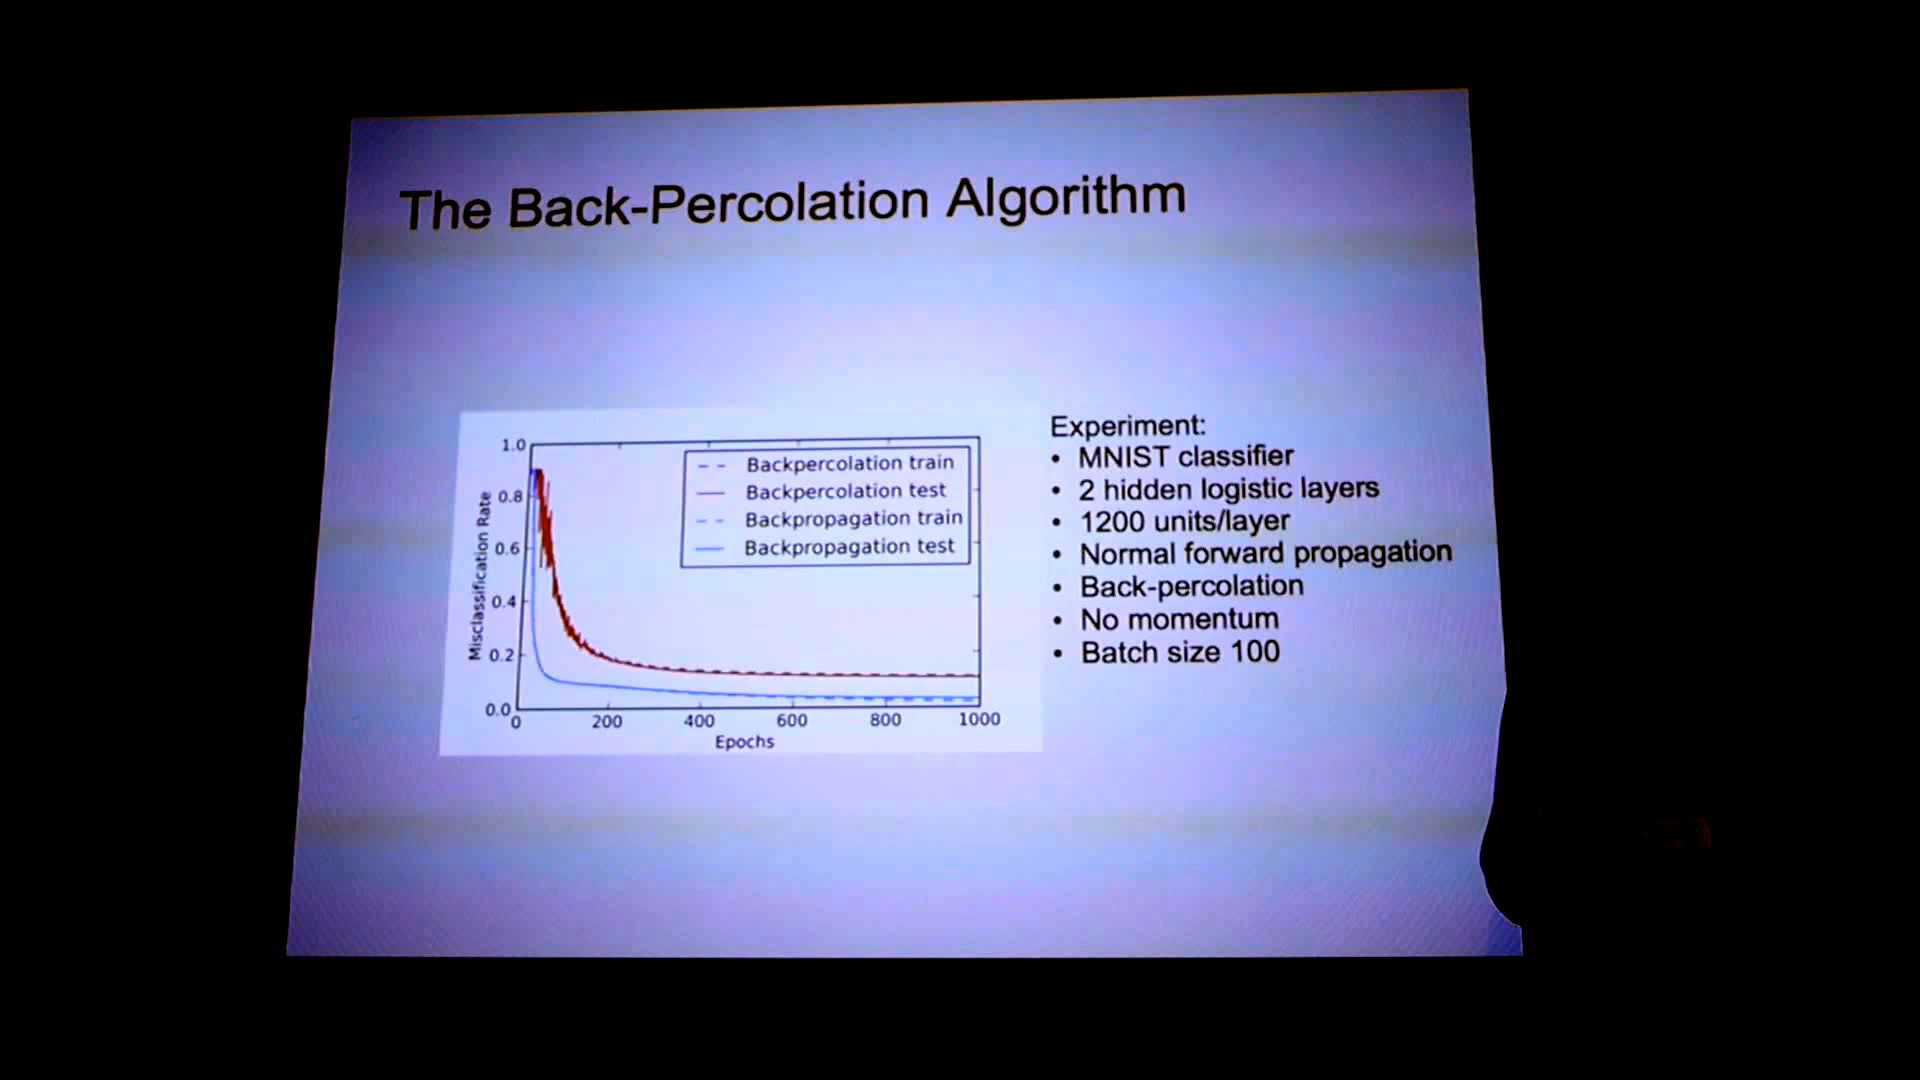 The Back-Percolation Algorithm
1.0
0.8
0.6
0.4
0.2
0.0
Misclassification Rate
Backpercolation train
Backpercolation test
Backpropagation train
Backpropagation test
0 200 400 600 800 1000
Epochs
Experiment:
• MNIST classifier
• 2 hidden logistic layers
• 1200 units/layer
• Normal forward propagation
• Back-percolation
• No momentum
• Batch size 100